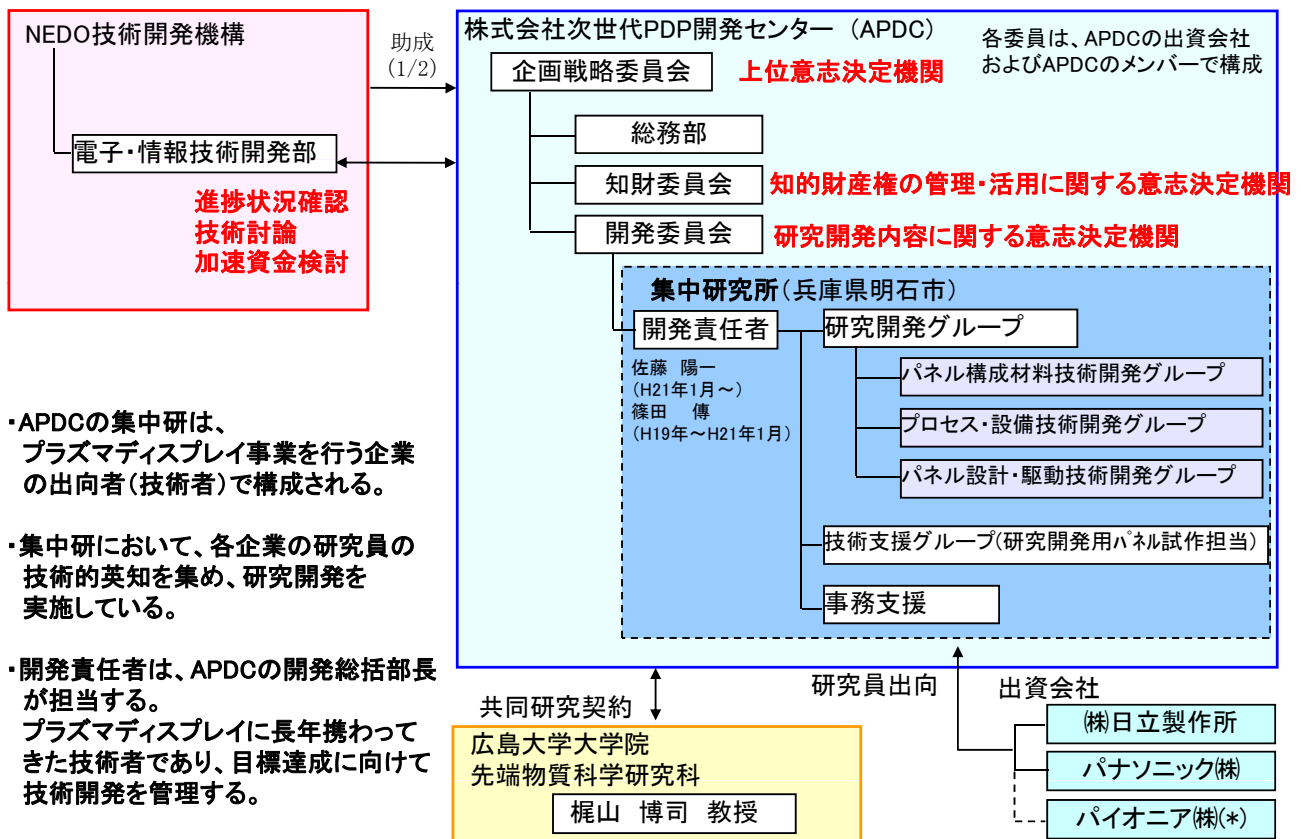 NEDO技術開発機構
電子・情報技術開発部
進捗状況確認
技術討論
加速資金検討
助成
(1/2)
株式会社次世代PDP開発センター (APDC)
各委員は、APDCの出資会社
およびAPDCのメンバーで構成
企画戦略委員会
上位意志決定機関
総務部
知財委員会
知的財産権の管理・活用に関する意志決定機関
開発委員会
研究開発内容に関する意志決定機関
集中研究所(兵庫県明石市)
開発責任者
佐藤 陽一
(H21年1月~)
篠田 傳
(H19年~H21年1月)
研究開発グループ
パネル構成材料技術開発グループ
プロセス・設備技術開発グループ
パネル設計・駆動技術開発グループ
技術支援グループ(研究開発用パネル試作担当)
事務支援
・APDCの集中研は、
プラズマディスプレイ事業を行う企業
の出向者(技術者)で構成される。
・集中研において、各企業の研究員の
技術的英知を集め、研究開発を
実施している。
・開発責任者は、APDCの開発総括部長
が担当する。
プラズマディスプレイに長年携わって
きた技術者であり、目標達成に向けて
技術開発を管理する。
共同研究契約
広島大学大学院
先端物質科学研究科
梶山 博司 教授
研究員出向
出資会社
㈱日立製作所
パナソニック㈱
パイオニア㈱(*)